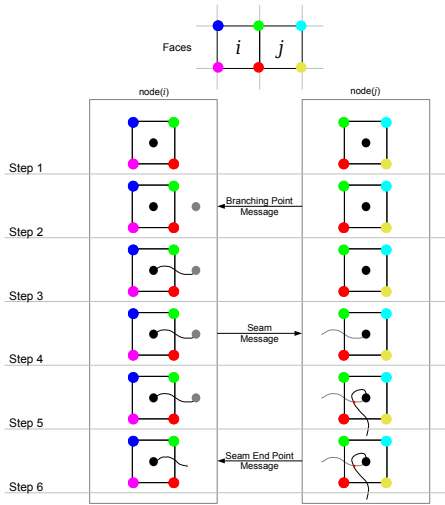 Faces
i
j
node(i)
node(j)
Step 1
Branching Point
Message
Step 2
Step 3
Seam
Message
Step 4
Step 5
Seam End Point
Message
Step 6